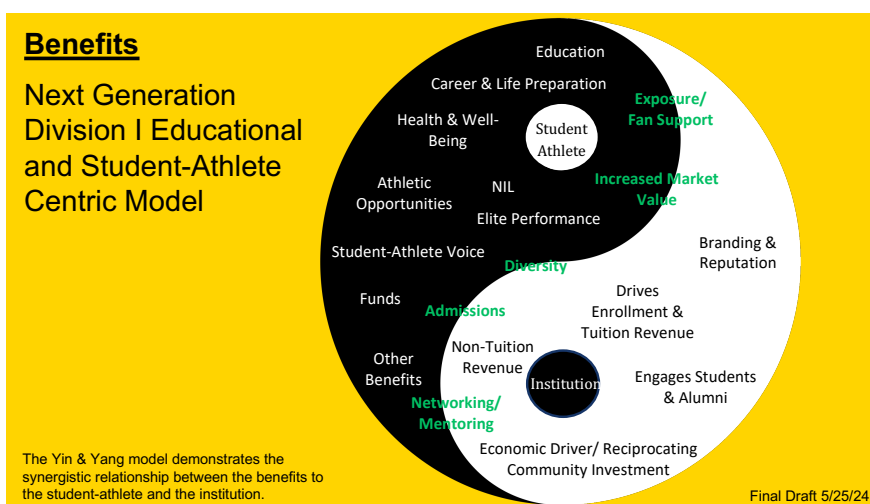 Benefits
Next Generation
Division I Educational
and Student-Athlete
Centric Model
Education
Career & Life Preparation
Health & Well-
Being
Student
Athlete
Exposure/
Fan Support
Athletic
Opportunities
NIL
Increased Market
Value
Elite Performance
Student-Athlete Voice
Diversity
Branding &
Reputation
Funds
Admissions
Drives
Enrollment &
Tuition Revenue
Other
Benefits
Non-Tuition
Revenue
Institution
Engages Students
& Alumni
Networking/
Mentoring
Economic Driver/ Reciprocating
Community Investment
The Yin & Yang model demonstrates the
synergistic relationship between the benefits to
the student-athlete and the institution.
Final Draft 5/25/24